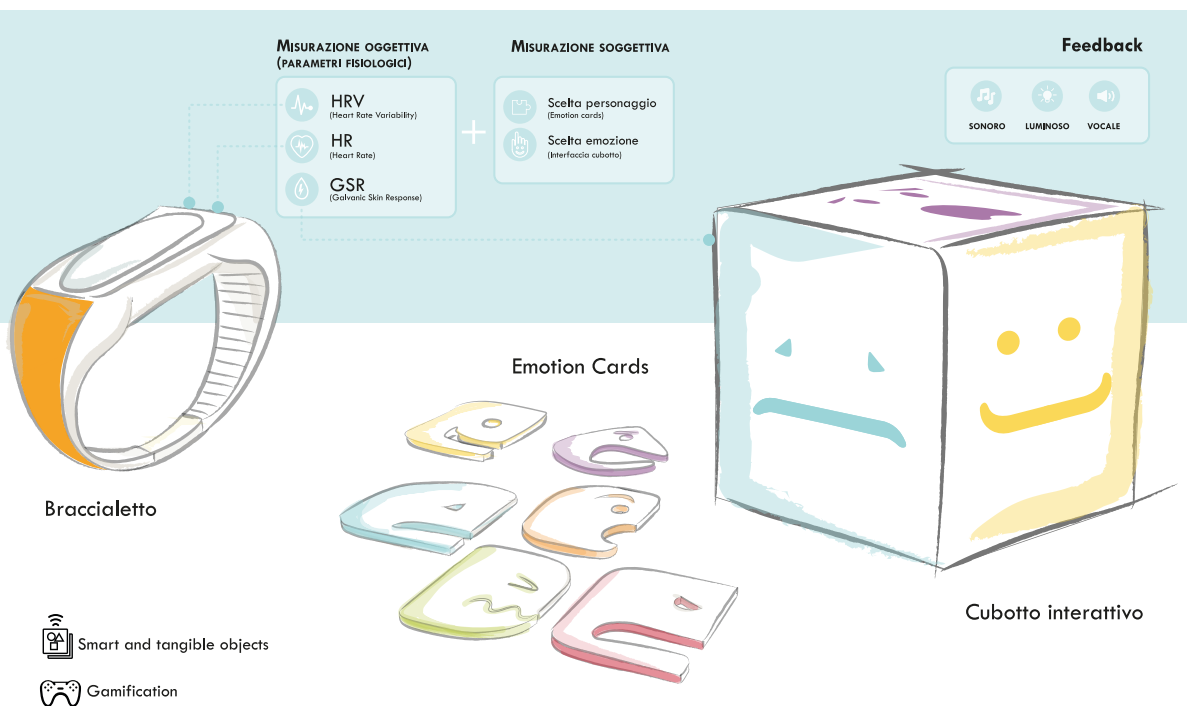 MISURAZIONE OGGETTIVA
(PARAMETRI FISIOLOGICI)
HRV
(Heart Rate Variability)
HR
(Heart Rate)
GSR
(Galvanic Skin Response)
+
MISURAZIONE SOGGETTIVA
Scelta personaggio
(Emotion cards)
Scelta emozione
(Interfaccia cubotto)
Feedback
SONORO
LUMINOSO
VOCALE
Emotion Cards
Braccialetto
Cubotto interattivo
Smart and tangible objects
Gamification